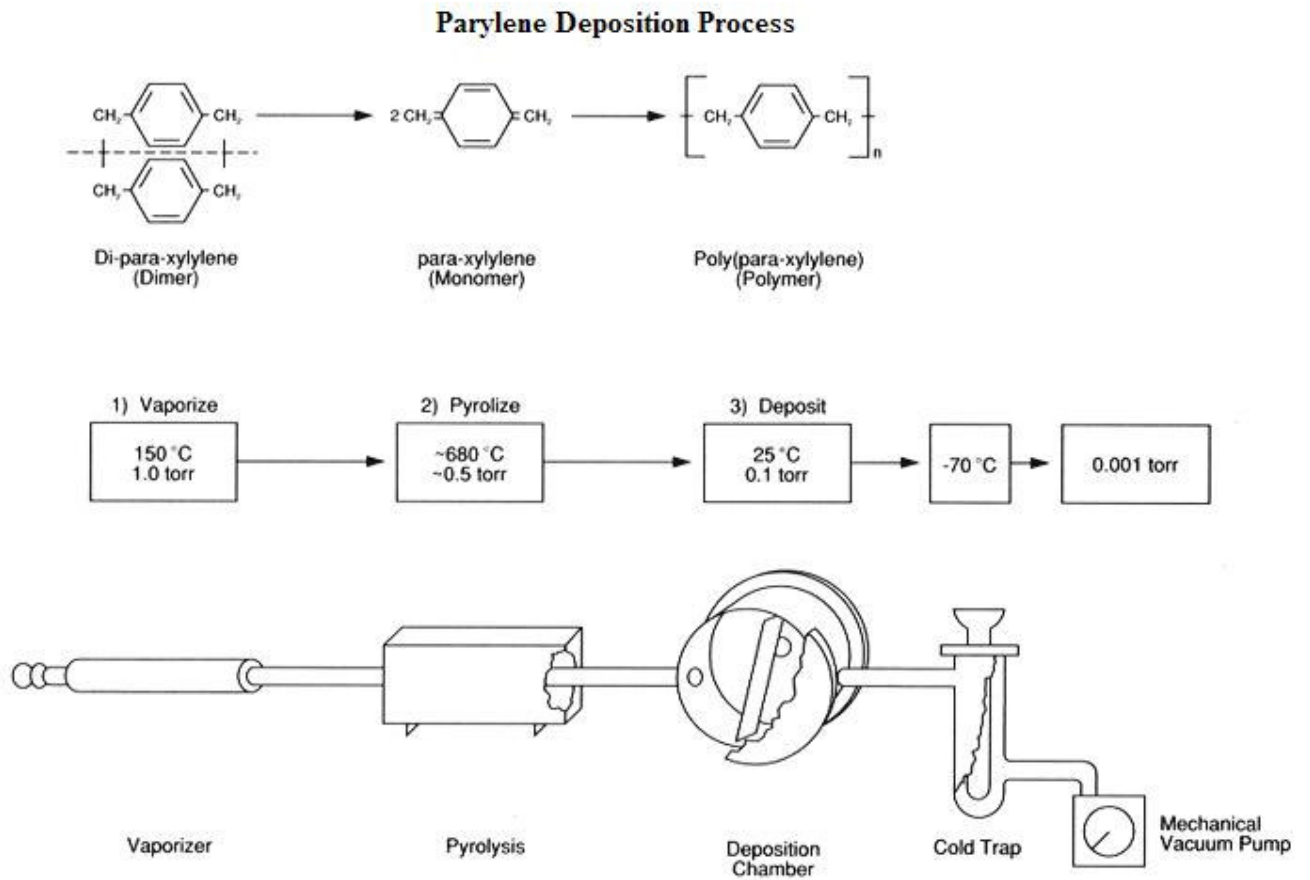 Parylene Deposition Process
CH₂ CH₂
2 CH₂ CH₂
CH₂ CH₂
n
CH₂ CH₂
Di-para-xylylene
(Dimer)
para-xylylene
(Monomer)
Poly(para-xylylene)
(Polymer)
1) Vaporize
150 °C
1.0 torr
2) Pyrolize
~680 °C
~0.5 torr
3) Deposit
25 °C
0.1 torr
-70 °C
0.001 torr
Vaporizer
Pyrolysis
Deposition
Chamber
Cold Trap
Mechanical
Vacuum Pump